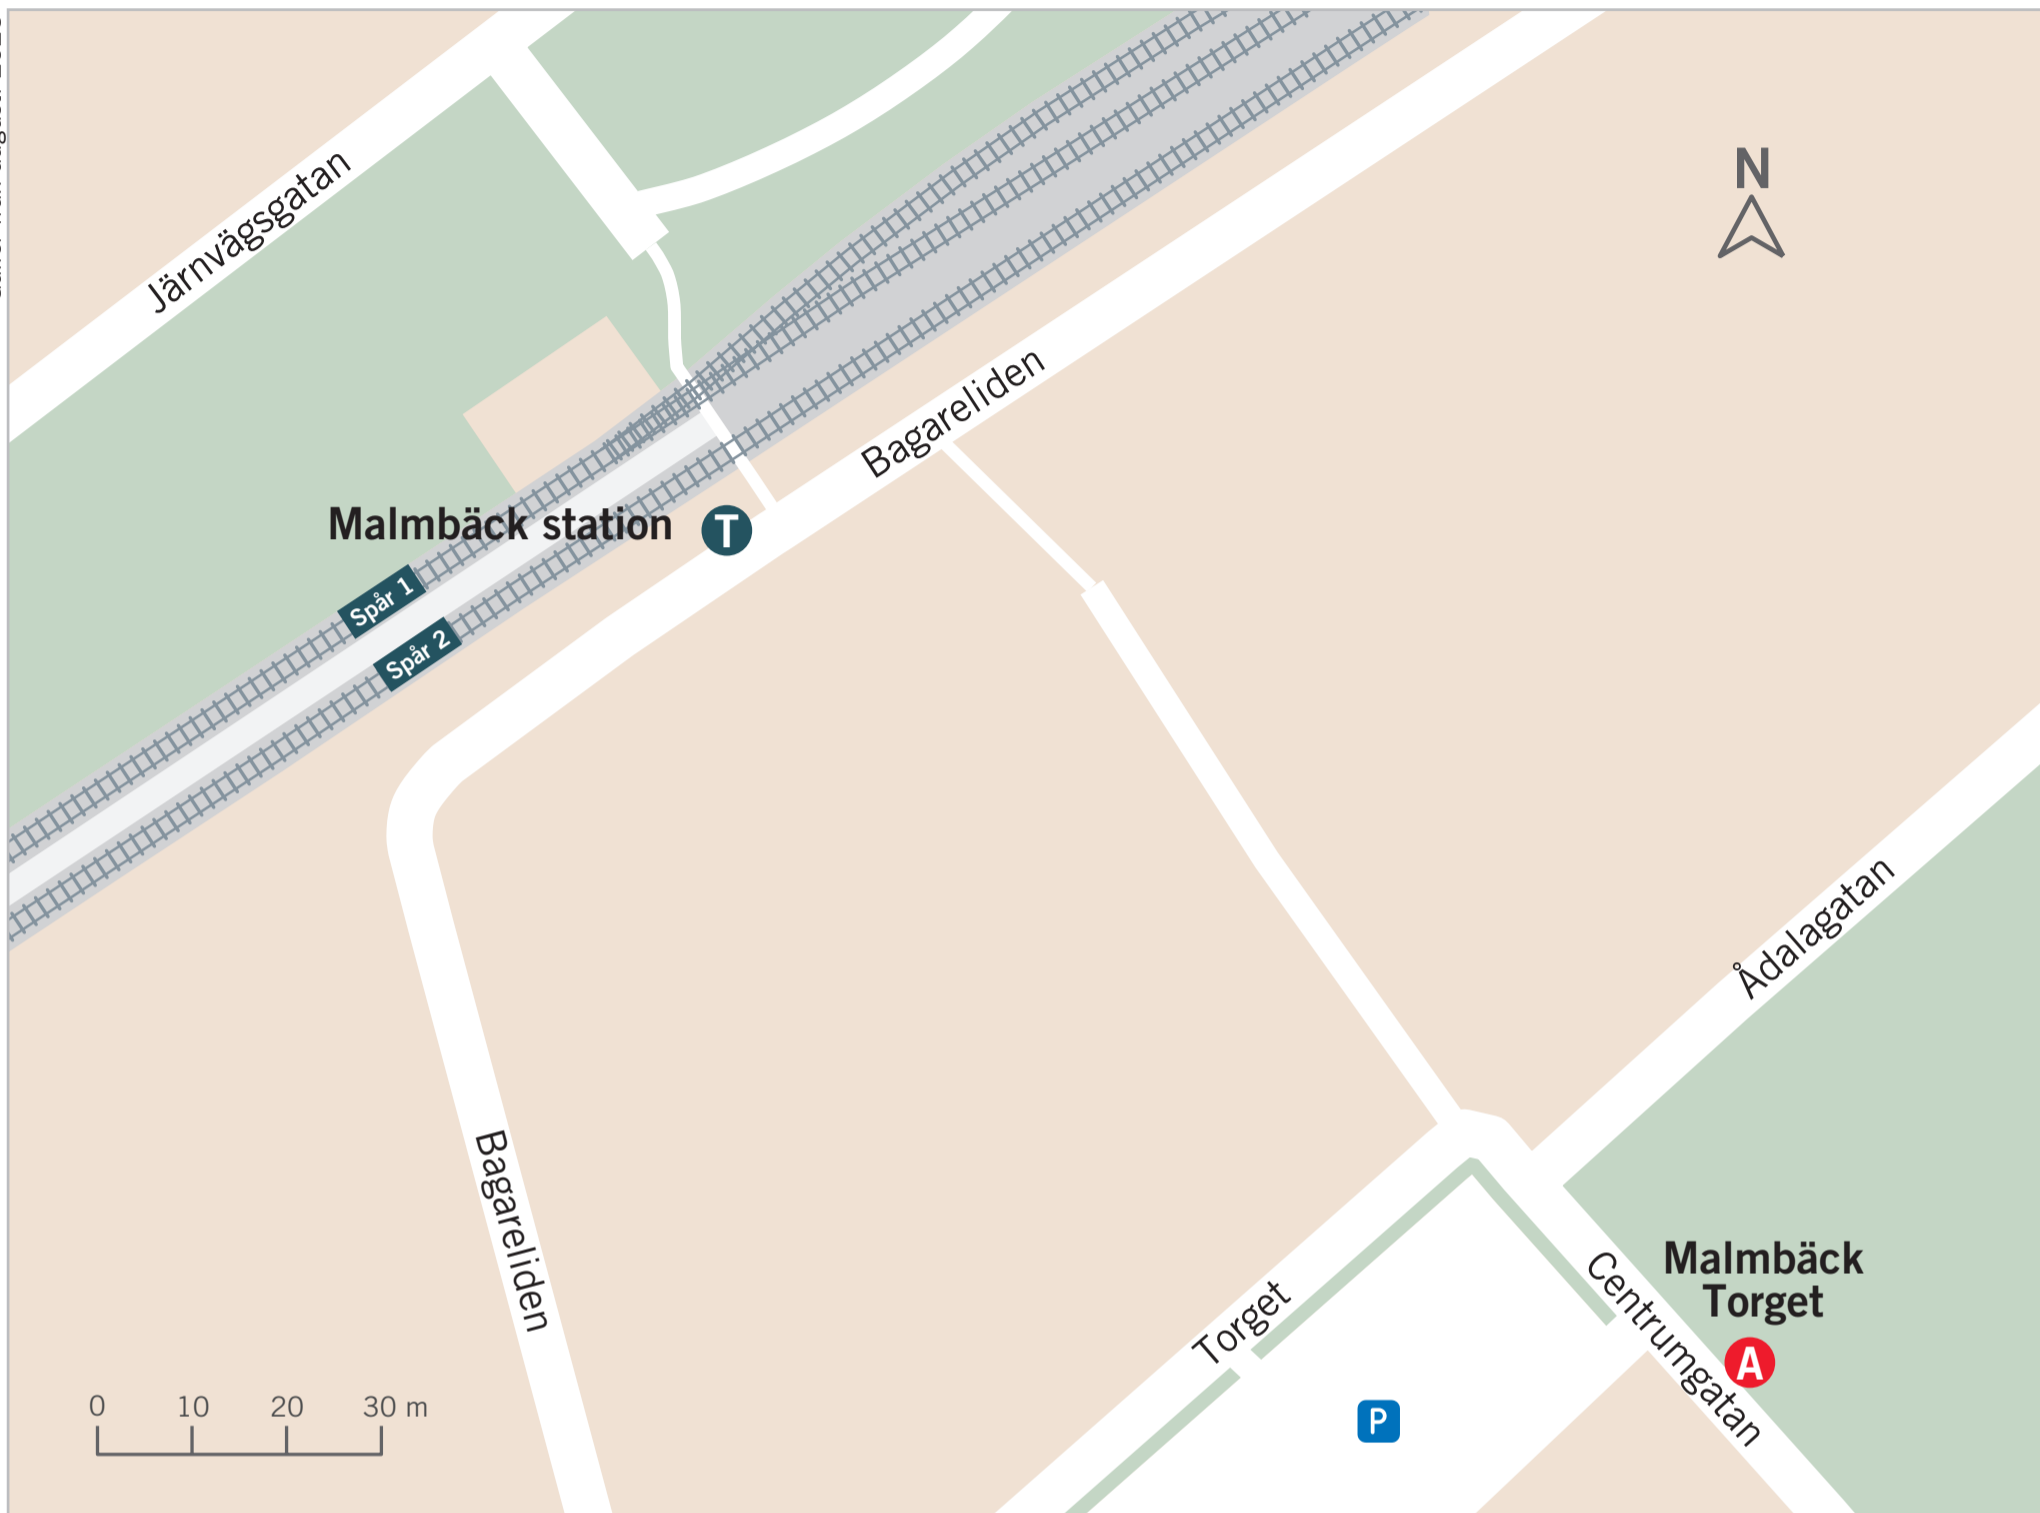 Järnvägsgatan
N
Bagareliden
Malmbäck station
T
Spår 1
Spår 2
Ådalagatan
Bagareliden
Malmbäck
Torget
Centrumgatan
Torget
A
P
0 10 20 30 m